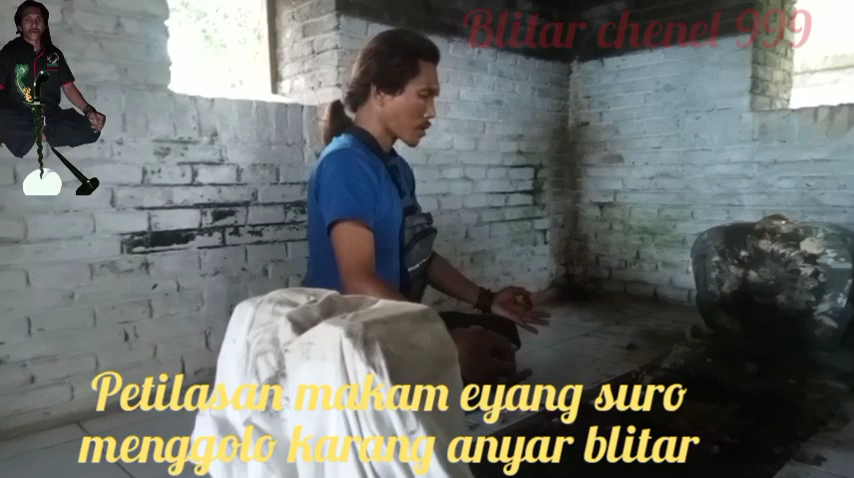 Blitar chenel 999
Petilasan makam eyang suro
menggolo karang anyar blitar